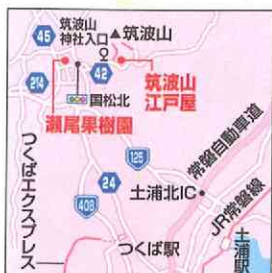 45
筑波山
神社入口
▲筑波山
42
筑波山
江戸屋
214
国松北
瀬尾果樹園
125
常磐自動車道
24
土浦北IC
408
JR常磐線
つくばエクスプレス
つくば駅
土浦駅